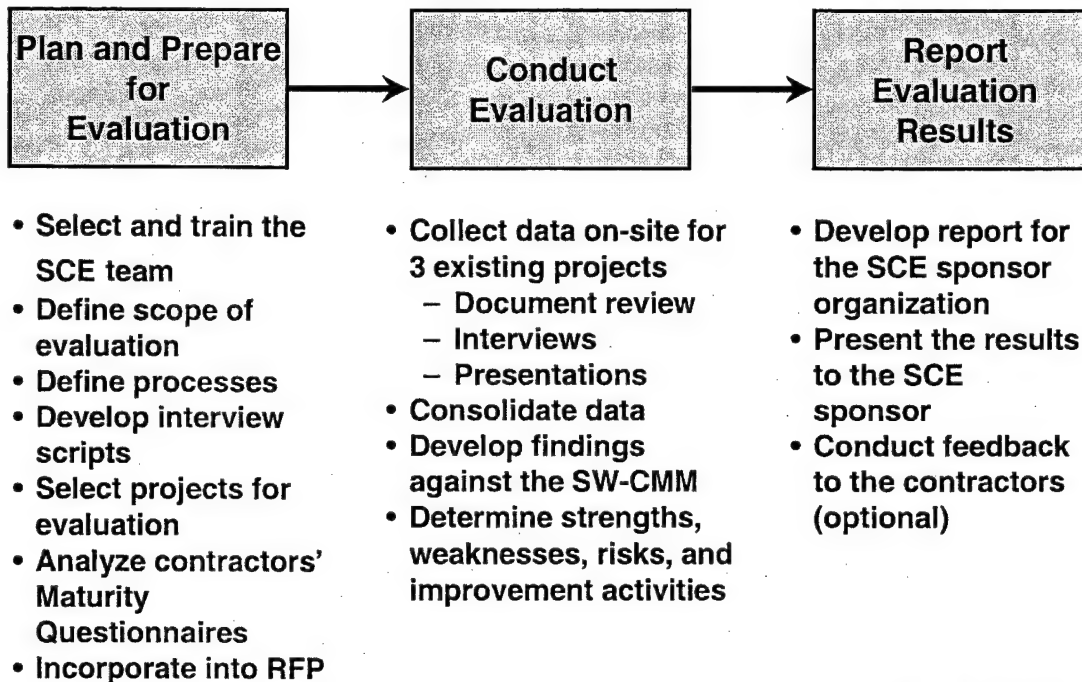 Plan and Prepare
for
Evaluation
Conduct
Evaluation
Report
Evaluation
Results
• Select and train the
SCE team
• Define scope of
evaluation
• Define processes
• Develop interview
scripts
• Select projects for
evaluation
• Analyze contractors'
Maturity
Questionnaires
• Incorporate into RFP
• Collect data on-site for
3 existing projects
– Document review
– Interviews
– Presentations
• Consolidate data
• Develop findings
against the SW-CMM
• Determine strengths,
weaknesses, risks, and
improvement activities
• Develop report for
the SCE sponsor
organization
• Present the results
to the SCE
sponsor
• Conduct feedback
to the contractors
(optional)